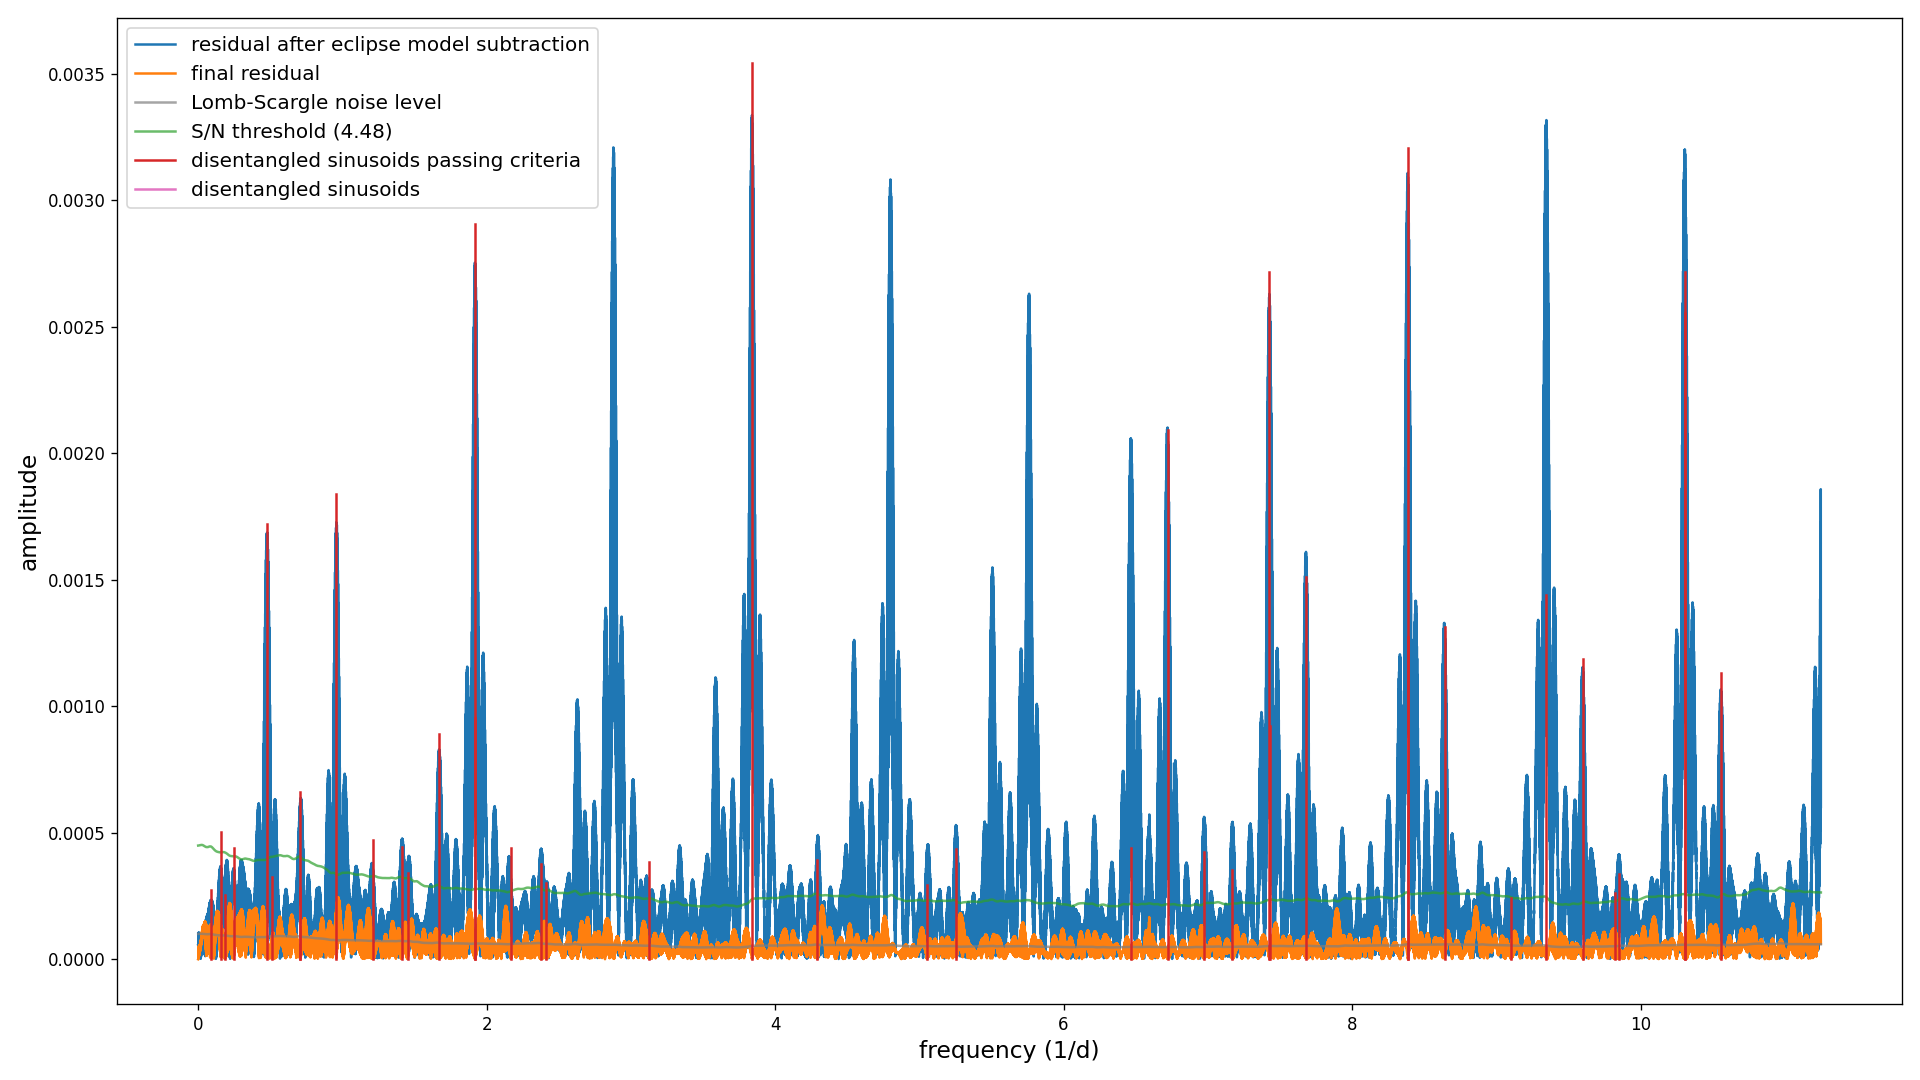 residual after eclipse model subtraction
final residual
Lomb-Scargle noise level
S/N threshold (4.48)
disentangled sinusoids passing criteria
disentangled sinusoids
0.0035
0.0030
0.0025
0.0020
0.0015
0.0010
0.0005
0.0000
amplitude
0 2 4 6 8 10
frequency (1/d)